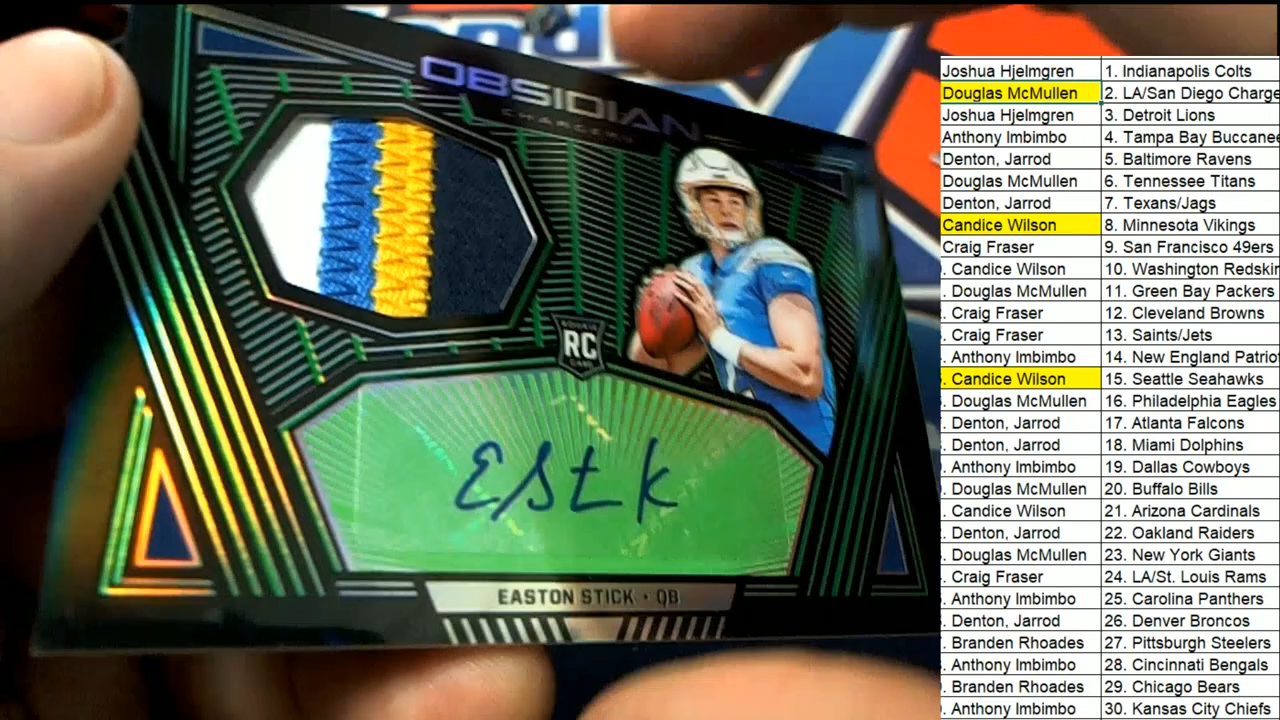 OBSIDIAN
CHARGERS
ROOKIE
RC
CARD
EStk
EASTON STICK · QB
Joshua Hjelmgren 1. Indianapolis Colts
Douglas McMullen 2. LA/San Diego Charge
Joshua Hjelmgren 3. Detroit Lions
Anthony Imbimbo 4. Tampa Bay Buccanee
Denton, Jarrod 5. Baltimore Ravens
Douglas McMullen 6. Tennessee Titans
Denton, Jarrod 7. Texans/Jags
Candice Wilson 8. Minnesota Vikings
Craig Fraser 9. San Francisco 49ers
. Candice Wilson 10. Washington Redskin
. Douglas McMullen 11. Green Bay Packers
. Craig Fraser 12. Cleveland Browns
. Craig Fraser 13. Saints/Jets
. Anthony Imbimbo 14. New England Patrio
. Candice Wilson 15. Seattle Seahawks
. Douglas McMullen 16. Philadelphia Eagles
. Denton, Jarrod 17. Atlanta Falcons
. Denton, Jarrod 18. Miami Dolphins
. Anthony Imbimbo 19. Dallas Cowboys
. Douglas McMullen 20. Buffalo Bills
. Candice Wilson 21. Arizona Cardinals
. Denton, Jarrod 22. Oakland Raiders
. Douglas McMullen 23. New York Giants
. Craig Fraser 24. LA/St. Louis Rams
. Anthony Imbimbo 25. Carolina Panthers
. Denton, Jarrod 26. Denver Broncos
. Branden Rhoades 27. Pittsburgh Steelers
. Anthony Imbimbo 28. Cincinnati Bengals
. Branden Rhoades 29. Chicago Bears
. Anthony Imbimbo 30. Kansas City Chiefs